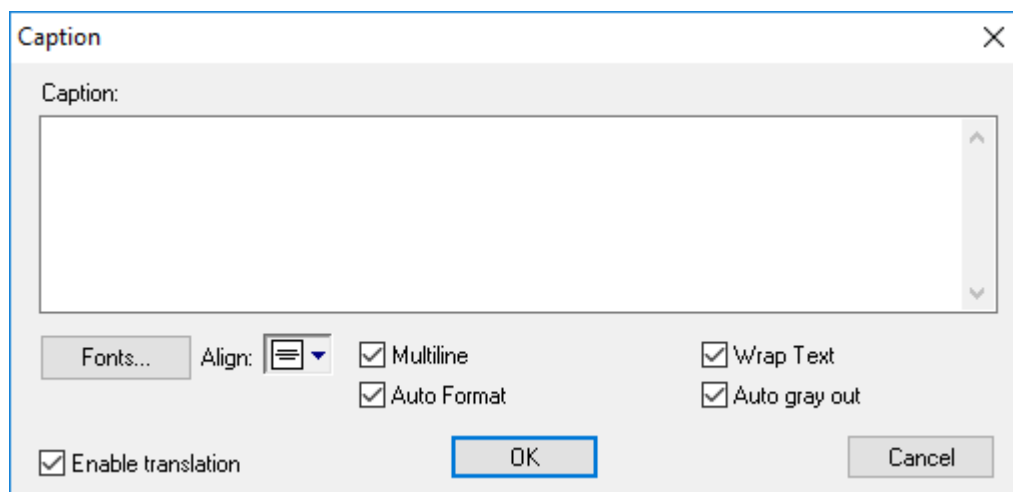 Caption
Caption:
Fonts... Align: Multiline Wrap Text
Auto Format Auto gray out
Enable translation OK Cancel